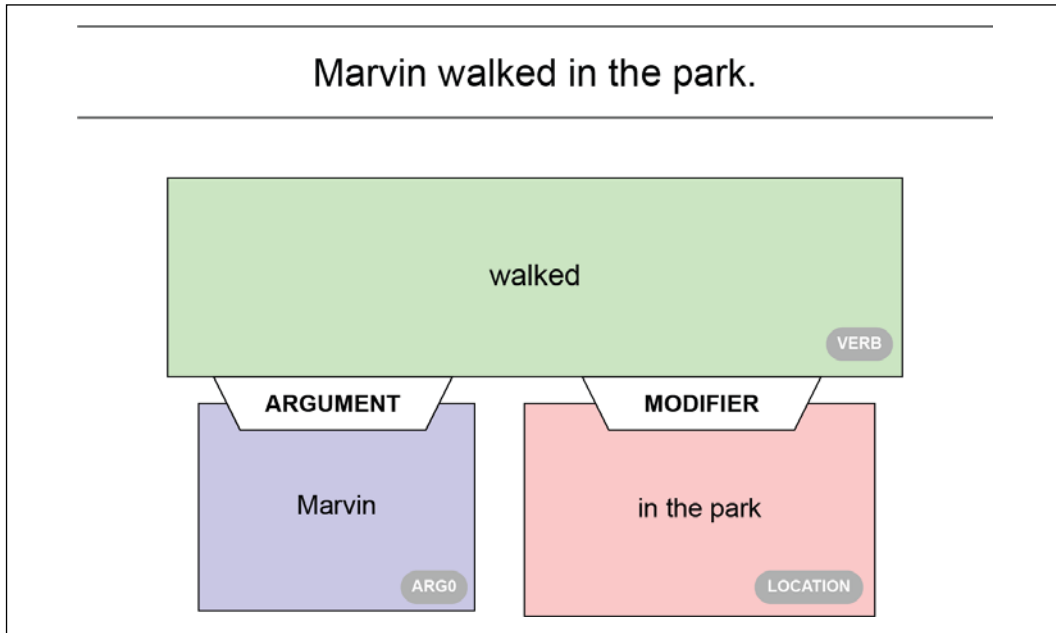 Marvin walked in the park.
walked
VERB
ARGUMENT MODIFIER
Marvin in the park
ARG0 LOCATION